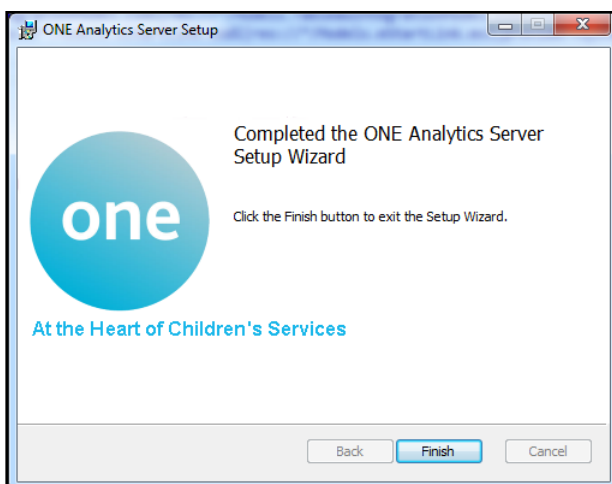 ONE Analytics Server Setup
Completed the ONE Analytics Server
Setup Wizard
one
Click the Finish button to exit the Setup Wizard.
At the Heart of Children's Services
Back
Finish
Cancel